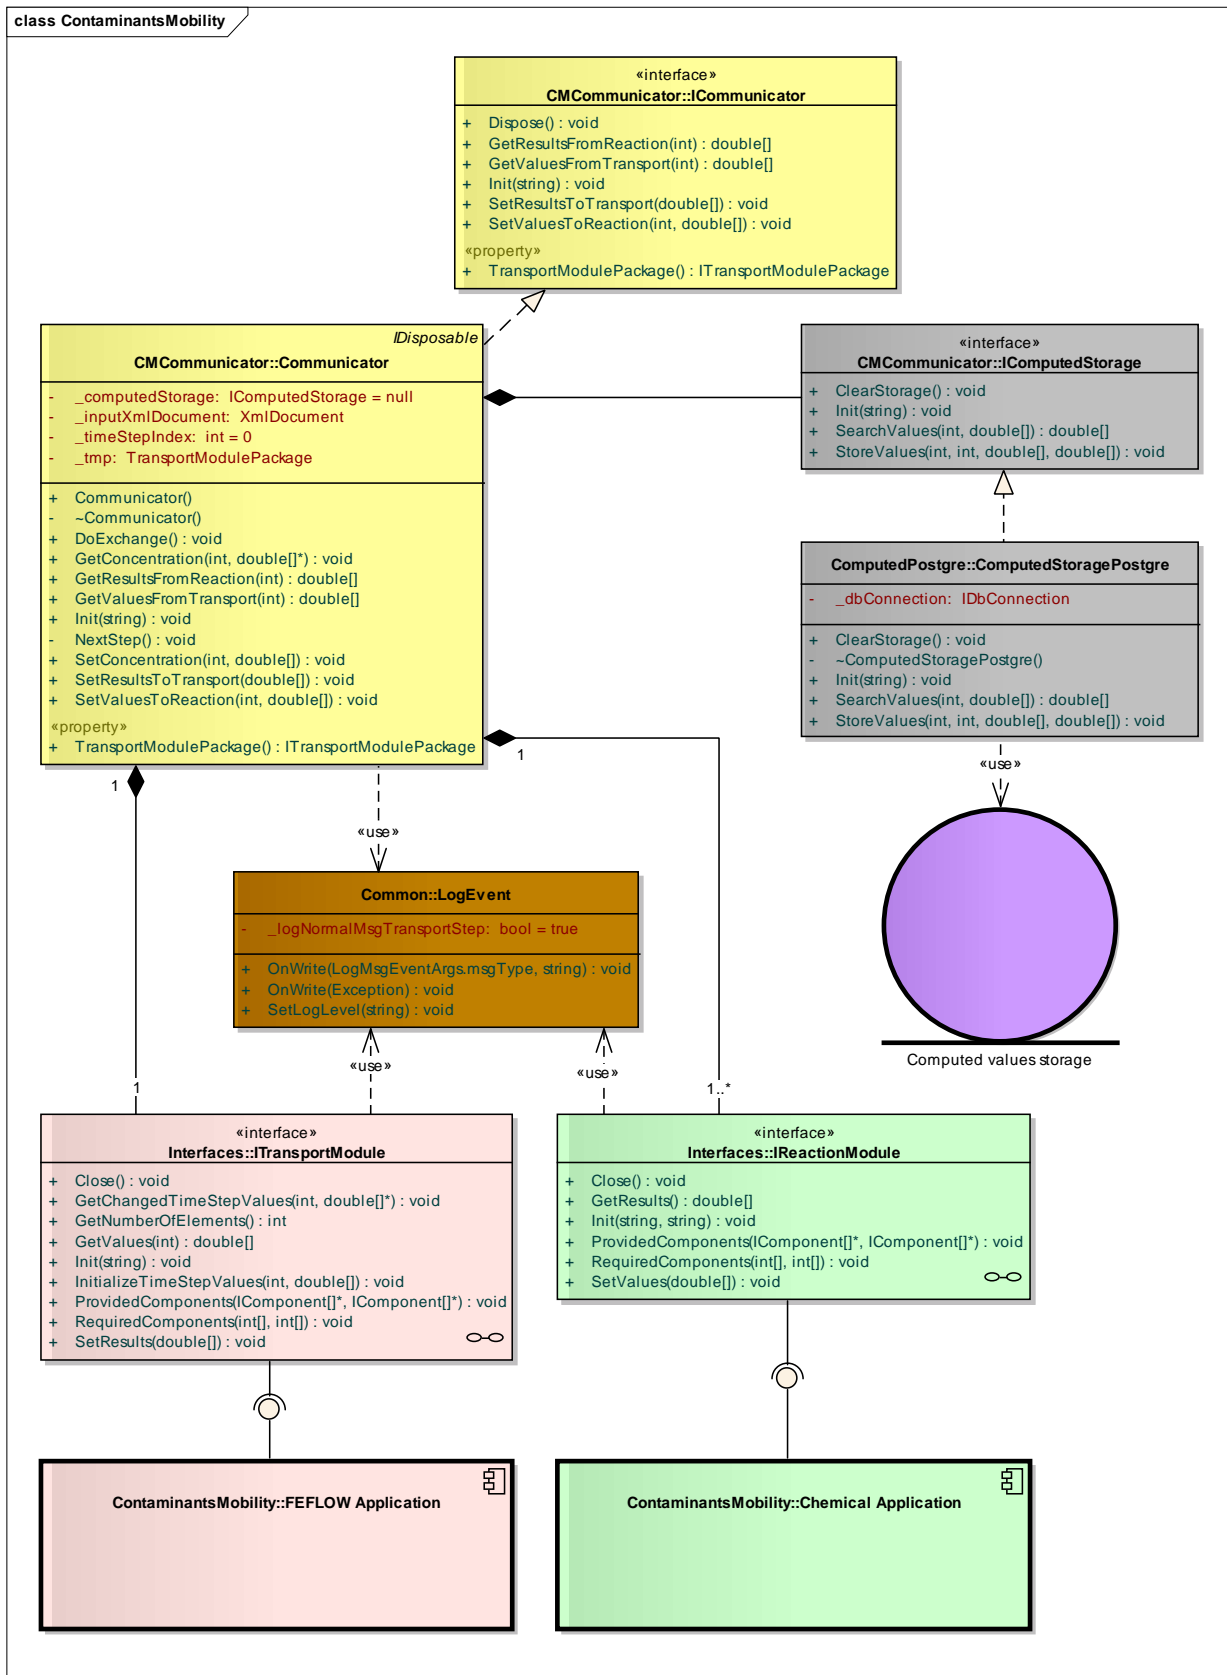 class ContaminantsMobility
«interface»
CMCommunicator::ICommunicator
+ Dispose() : void
+ GetResultsFromReaction(int) : double[]
+ GetValuesFromTransport(int) : double[]
+ Init(string) : void
+ SetResultsToTransport(double[]) : void
+ SetValuesToReaction(int, double[]) : void
«property»
+ TransportModulePackage() : ITransportModulePackage
IDisposable
CMCommunicator::Communicator
- _computedStorage: IComputedStorage = null
- _inputXmlDocument: XmlDocument
- _timeStepIndex: int = 0
- _tmp: TransportModulePackage
+ Communicator()
- ~Communicator()
+ DoExchange() : void
+ GetConcentration(int, double[]*) : void
+ GetResultsFromReaction(int) : double[]
+ GetValuesFromTransport(int) : double[]
+ Init(string) : void
- NextStep() : void
+ SetConcentration(int, double[]) : void
+ SetResultsToTransport(double[]) : void
+ SetValuesToReaction(int, double[]) : void
«property»
+ TransportModulePackage() : ITransportModulePackage
«interface»
CMCommunicator::IComputedStorage
+ ClearStorage() : void
+ Init(string) : void
+ SearchValues(int, double[]) : double[]
+ StoreValues(int, int, double[], double[]) : void
ComputedPostgre::ComputedStoragePostgre
- _dbConnection: IDbConnection
+ ClearStorage() : void
- ~ComputedStoragePostgre()
+ Init(string) : void
+ SearchValues(int, double[]) : double[]
+ StoreValues(int, int, double[], double[]) : void
«use»
Computed values storage
1
1
«use»
Common::LogEvent
- _logNormalMsgTransportStep: bool = true
+ OnWrite(LogMsgEventArgs.msgType, string) : void
+ OnWrite(Exception) : void
+ SetLogLevel(string) : void
«use»
«use»
1
1..*
«interface»
Interfaces::ITransportModule
+ Close() : void
+ GetChangedTimeStepValues(int, double[]*) : void
+ GetNumberOfElements() : int
+ GetValues(int) : double[]
+ Init(string) : void
+ InitializeTimeStepValues(int, double[]) : void
+ ProvidedComponents(IComponent[]*, IComponent[]*) : void
+ RequiredComponents(int[], int[]) : void
+ SetResults(double[]) : void
«interface»
Interfaces::IReactionModule
+ Close() : void
+ GetResults() : double[]
+ Init(string, string) : void
+ ProvidedComponents(IComponent[]*, IComponent[]*) : void
+ RequiredComponents(int[], int[]) : void
+ SetValues(double[]) : void
ContaminantsMobility::FEFLOW Application
ContaminantsMobility::Chemical Application